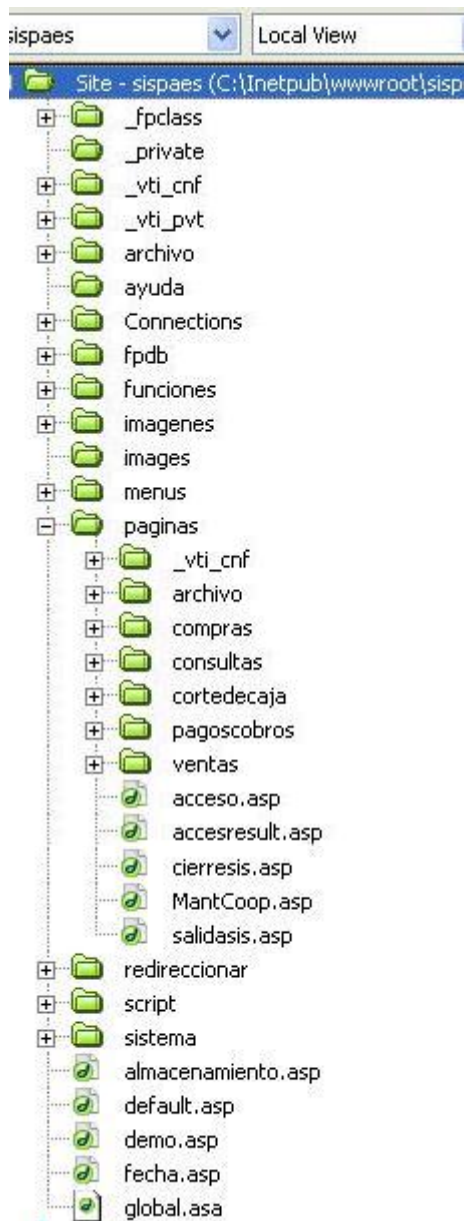 sispaes Local View
Site - sispaes (C:\Inetpub\wwwroot\sisp
_fpclass
_private
_vti_cnf
_vti_pvt
archivo
ayuda
Connections
fpdb
funciones
imagenes
images
menus
paginas
_vti_cnf
archivo
compras
consultas
cortedecaja
pagoscobros
ventas
acceso.asp
accesresult.asp
cierresis.asp
MantCoop.asp
salidasis.asp
redireccionar
script
sistema
almacenamiento.asp
default.asp
demo.asp
fecha.asp
global.asa